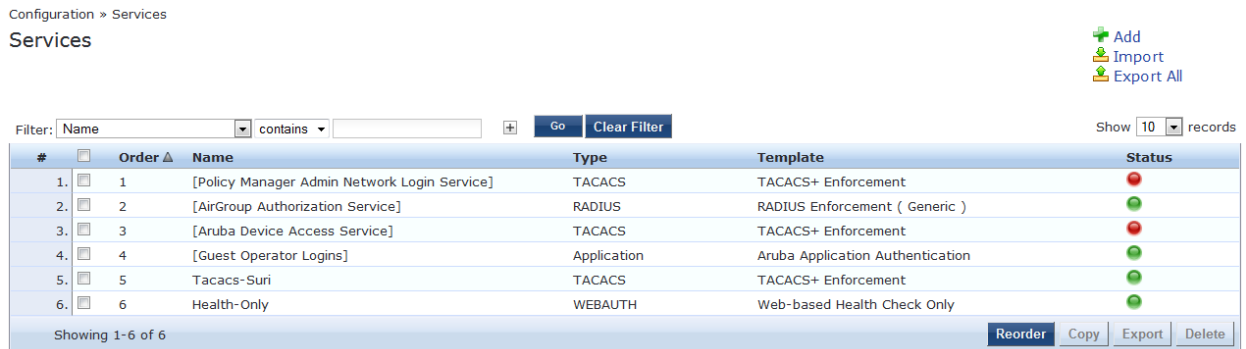 Configuration » Services
Services
Add
Import
Export All
Filter: Name contains + Go Clear Filter Show 10 records
# Order Name Type Template Status
1. 1 [Policy Manager Admin Network Login Service] TACACS TACACS+ Enforcement
2. 2 [AirGroup Authorization Service] RADIUS RADIUS Enforcement ( Generic )
3. 3 [Aruba Device Access Service] TACACS TACACS+ Enforcement
4. 4 [Guest Operator Logins] Application Aruba Application Authentication
5. 5 Tacacs-Suri TACACS TACACS+ Enforcement
6. 6 Health-Only WEBAUTH Web-based Health Check Only
Showing 1-6 of 6 Reorder Copy Export Delete